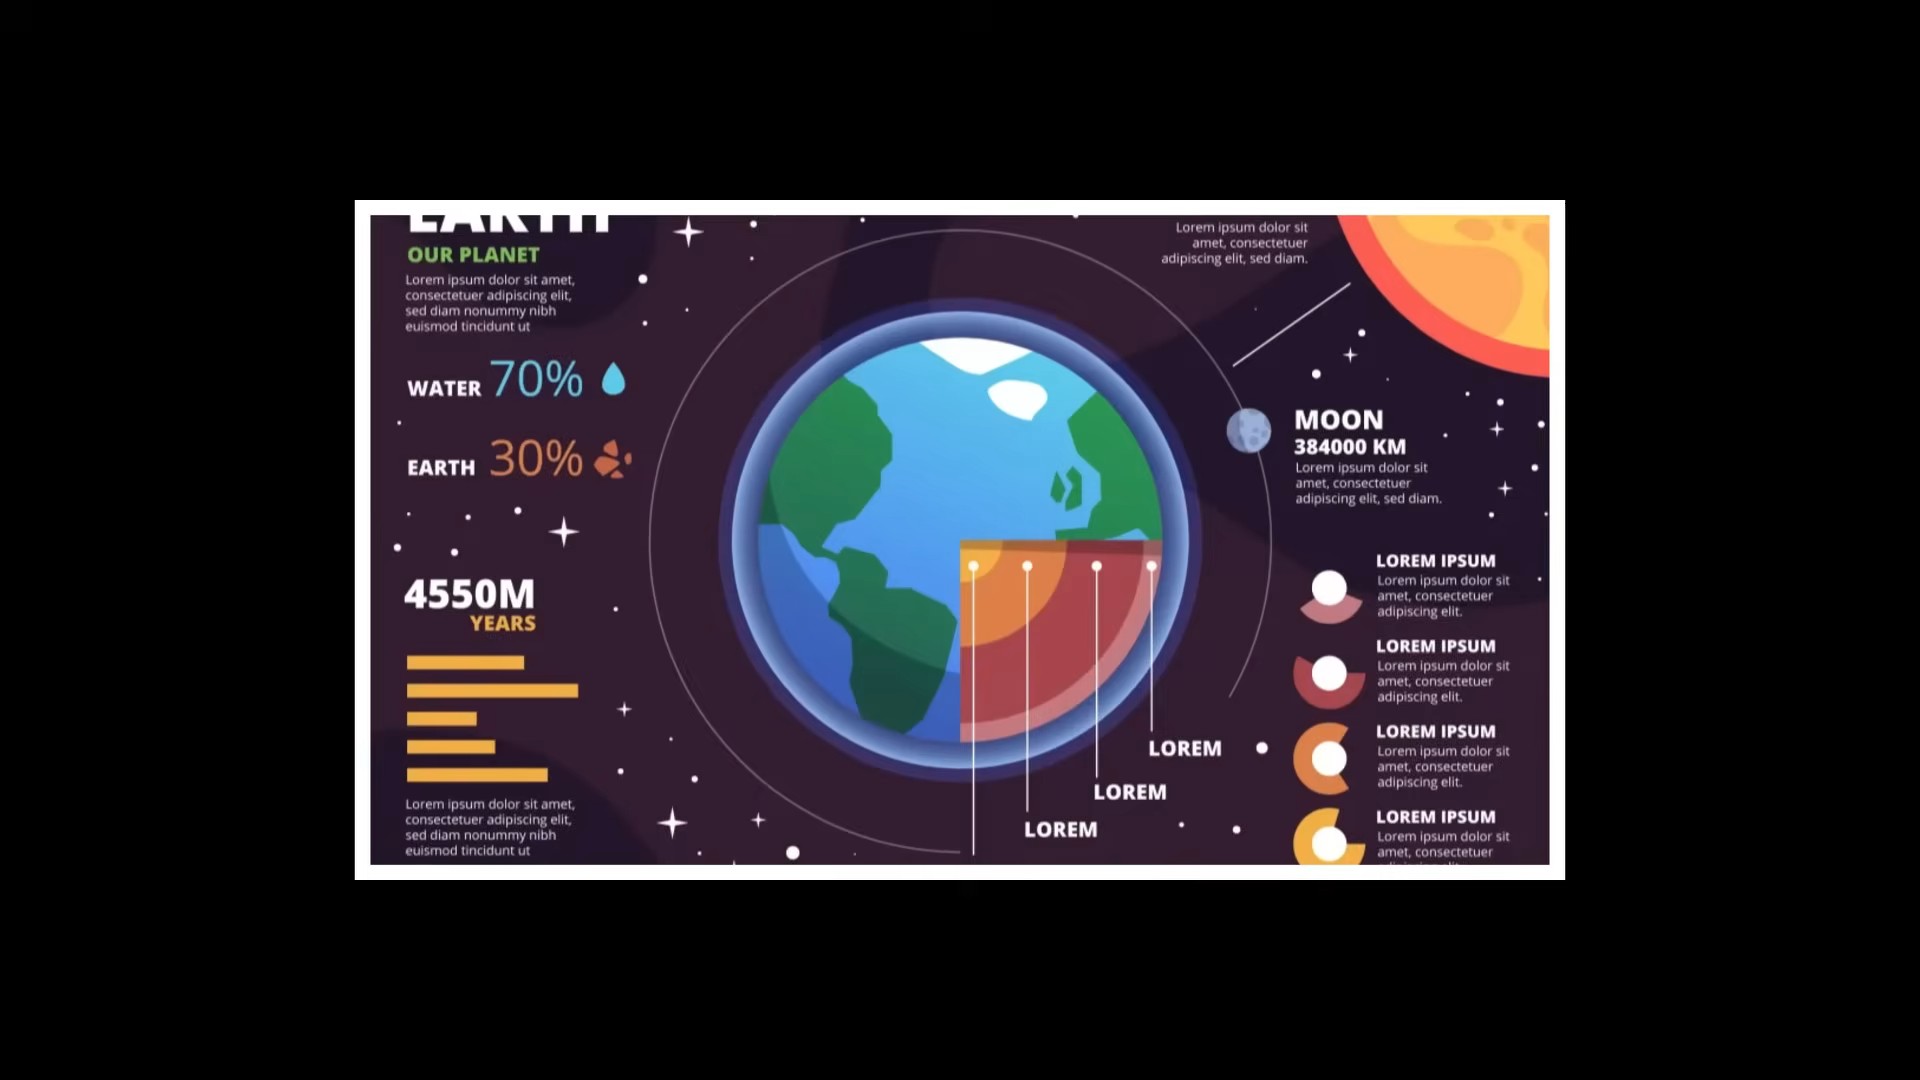 EARTH
OUR PLANET
Lorem ipsum dolor sit amet,
consectetuer adipiscing elit,
sed diam nonummy nibh
euismod tincidunt ut
WATER 70%
EARTH 30%
4550M
YEARS
Lorem ipsum dolor sit amet,
consectetuer adipiscing elit,
sed diam nonummy nibh
euismod tincidunt ut
LOREM
LOREM
LOREM
Lorem ipsum dolor sit
amet, consectetuer
adipiscing elit, sed diam.
MOON
384000 KM
Lorem ipsum dolor sit
amet, consectetuer
adipiscing elit, sed diam.
LOREM IPSUM
Lorem ipsum dolor sit
amet, consectetuer
adipiscing elit.
LOREM IPSUM
Lorem ipsum dolor sit
amet, consectetuer
adipiscing elit.
LOREM IPSUM
Lorem ipsum dolor sit
amet, consectetuer
adipiscing elit.
LOREM IPSUM
Lorem ipsum dolor sit
amet, consectetuer